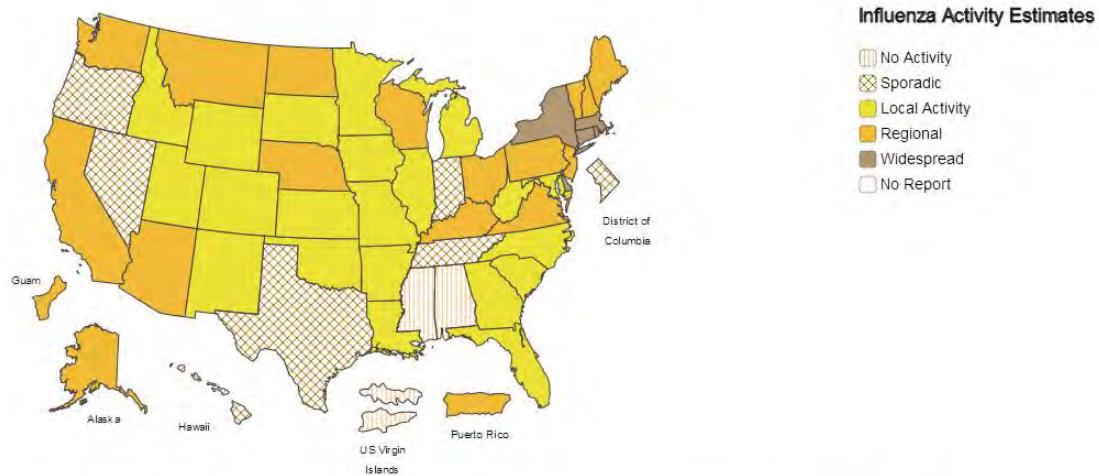 Influenza Activity Estimates
No Activity
Sporadic
Local Activity
Regional
Widespread
No Report
District of
Columbia
Guam
Alaska
Hawaii
US Virgin
Islands
Puerto Rico